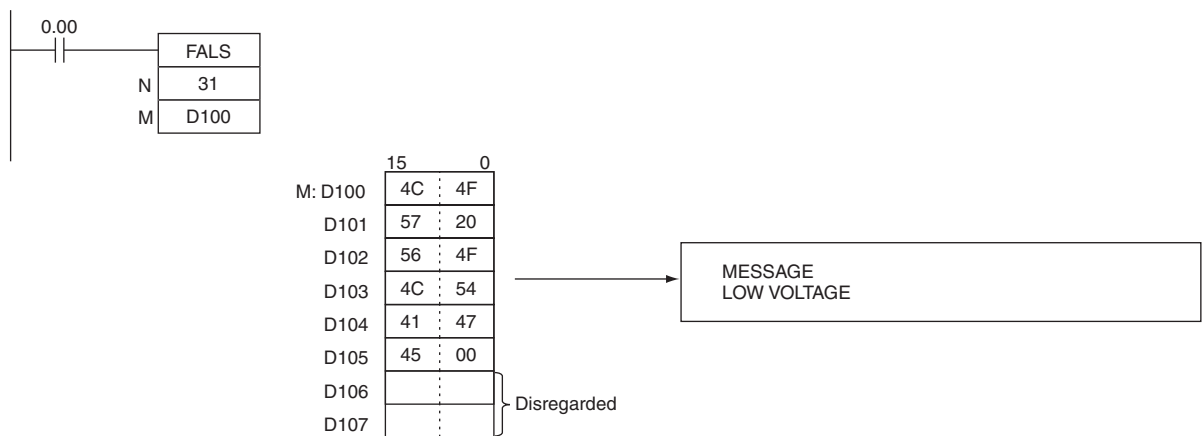 0.00
FALS
N 31
M D100
15 0
M: D100 4C 4F
D101 57 20
D102 56 4F
D103 4C 54
D104 41 47
D105 45 00
D106
D107
Disregarded
MESSAGE
LOW VOLTAGE